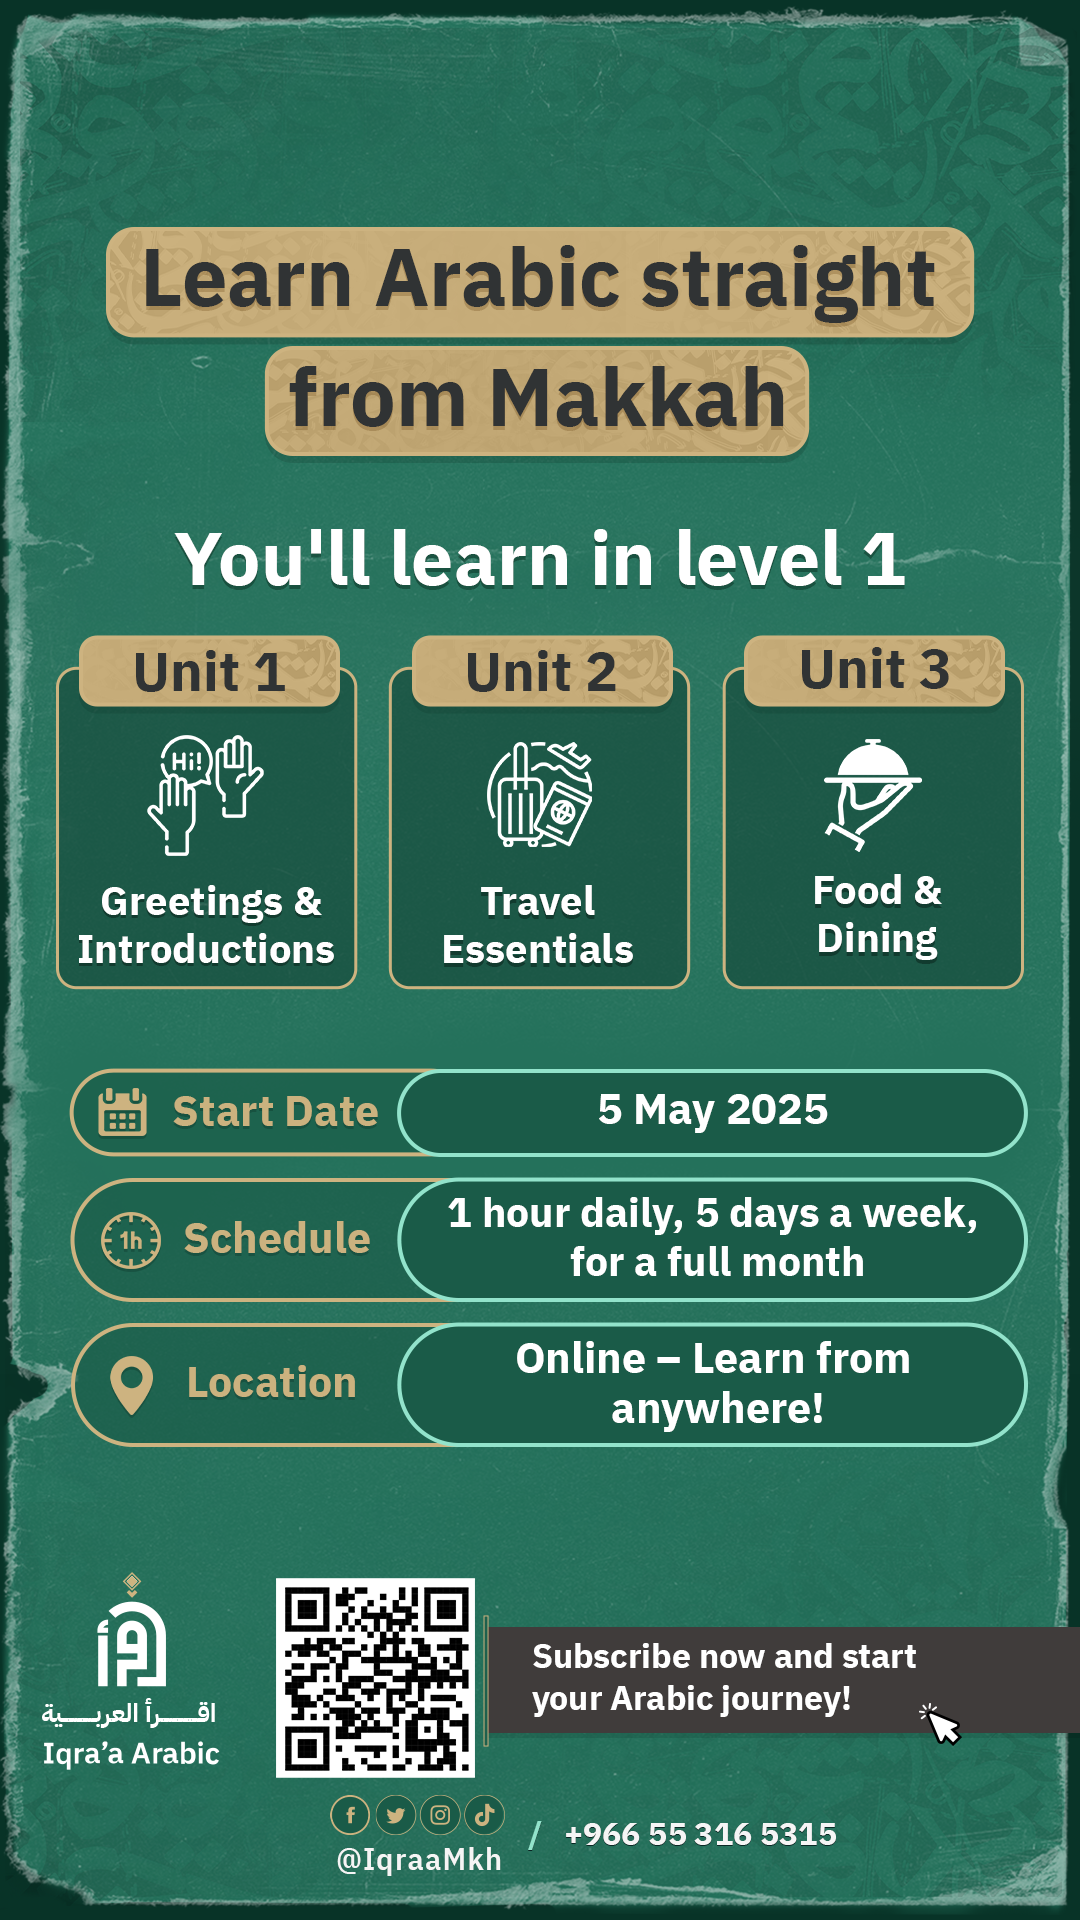 Learn Arabic straight
from Makkah
You'll learn in level 1
Unit 1
Hi!
Greetings &
Introductions
Unit 2
Travel
Essentials
Unit 3
Food &
Dining
Start Date
5 May 2025
1h
Schedule
1 hour daily, 5 days a week,
for a full month
Location
Online – Learn from
anywhere!
اقـــرأ العربـــية
Iqra’a Arabic
Subscribe now and start
your Arabic journey!
@IqraaMkh
/ +966 55 316 5315